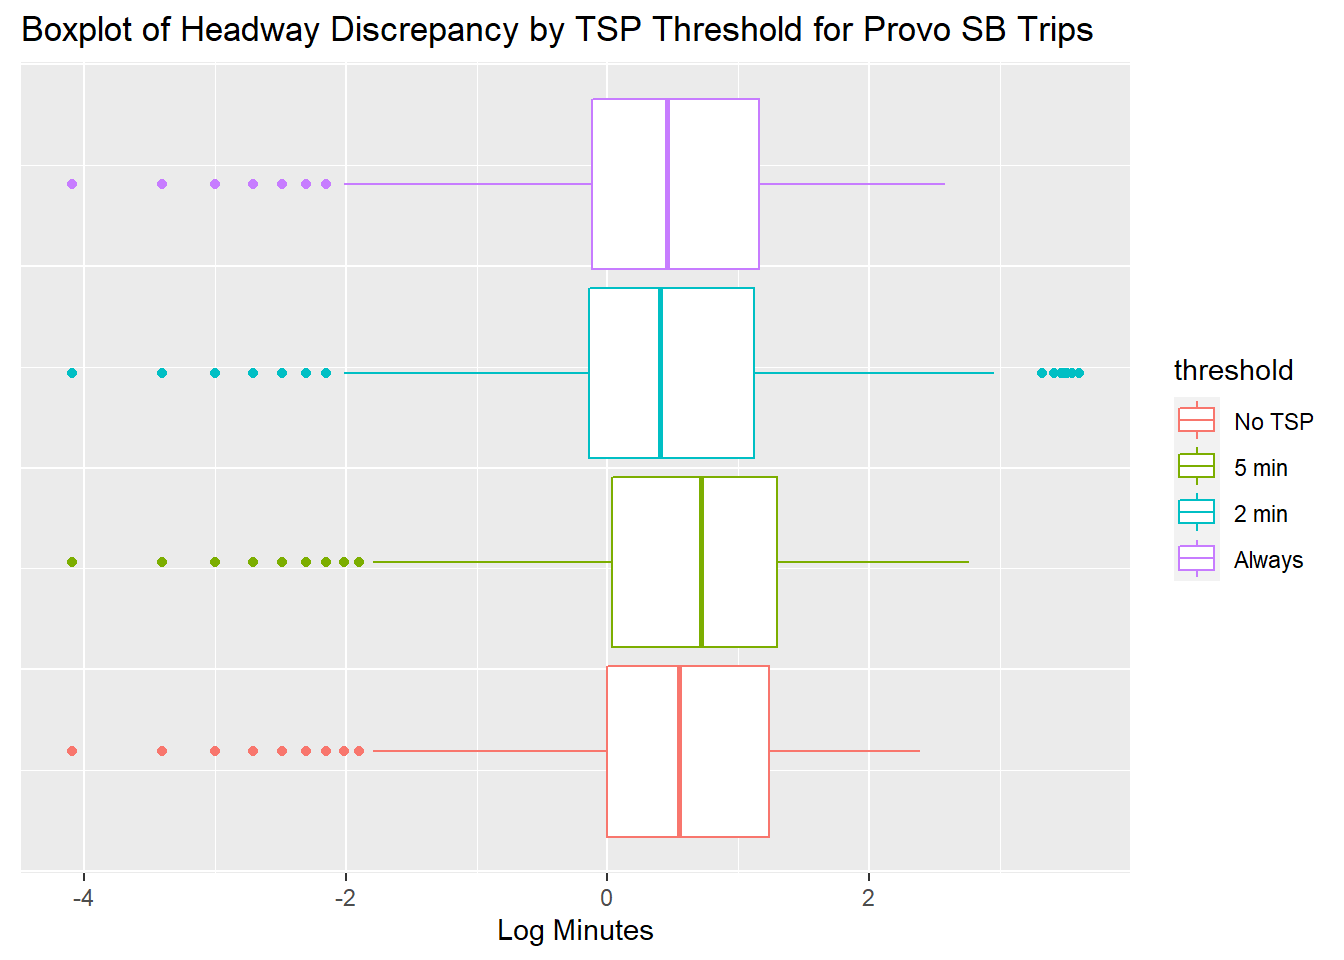 Boxplot of Headway Discrepancy by TSP Threshold for Provo SB Trips
threshold
No TSP
5 min
2 min
Always
-4
-2
0
2
Log Minutes